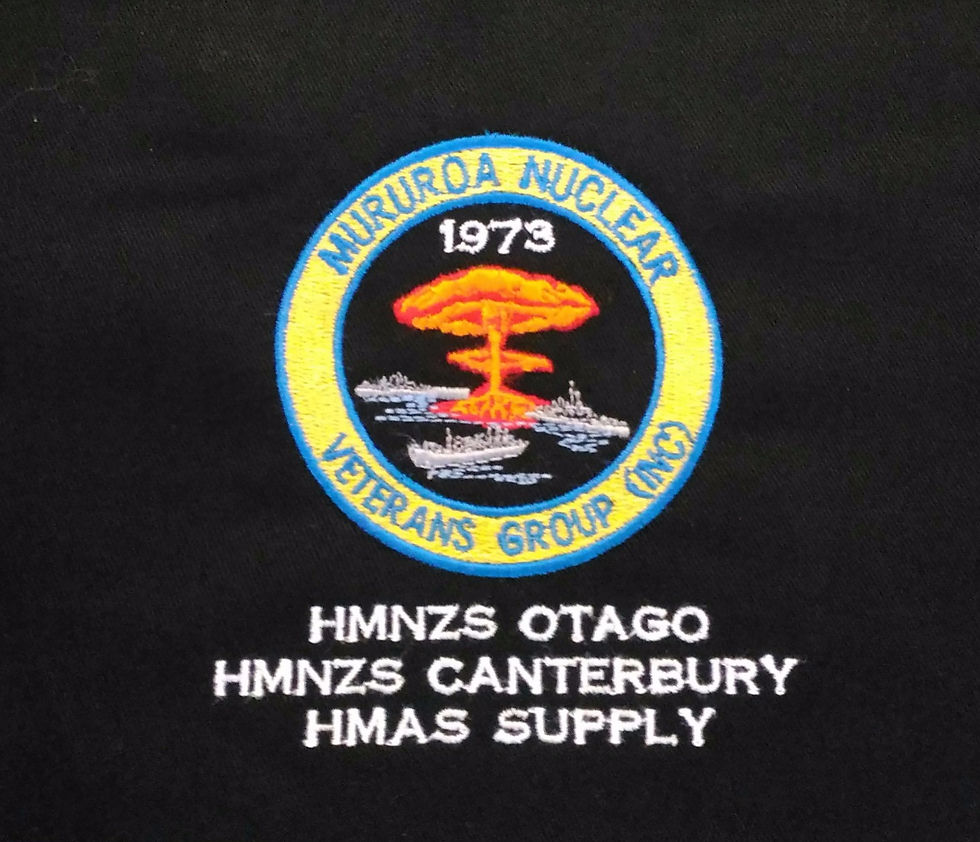 MURUROA NUCLEAR
1973
VETERANS GROUP (INC)
HMNZS OTAGO
HMNZS CANTERBURY
HMAS SUPPLY